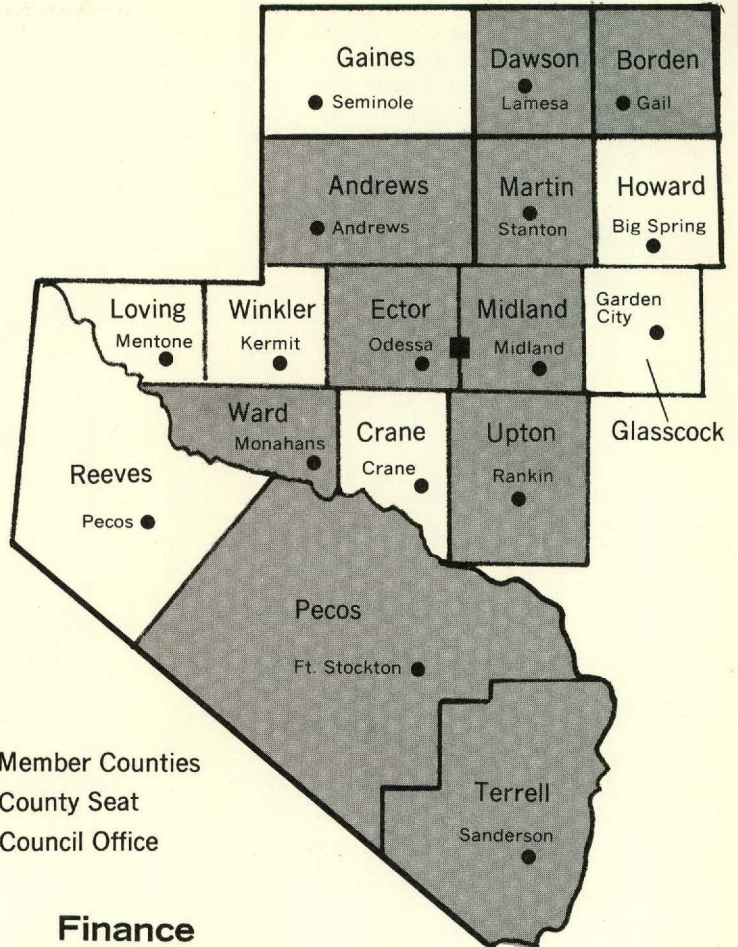 Gaines
Seminole
Dawson
Lamesa
Borden
Gail
Andrews
Andrews
Martin
Stanton
Howard
Big Spring
Loving
Mentone
Winkler
Kermit
Ector
Odessa
Midland
Midland
Garden
City
Glasscock
Ward
Monahans
Crane
Crane
Upton
Rankin
Reeves
Pecos
Pecos
Ft. Stockton
Terrell
Sanderson
Member Counties
County Seat
Council Office
Finance